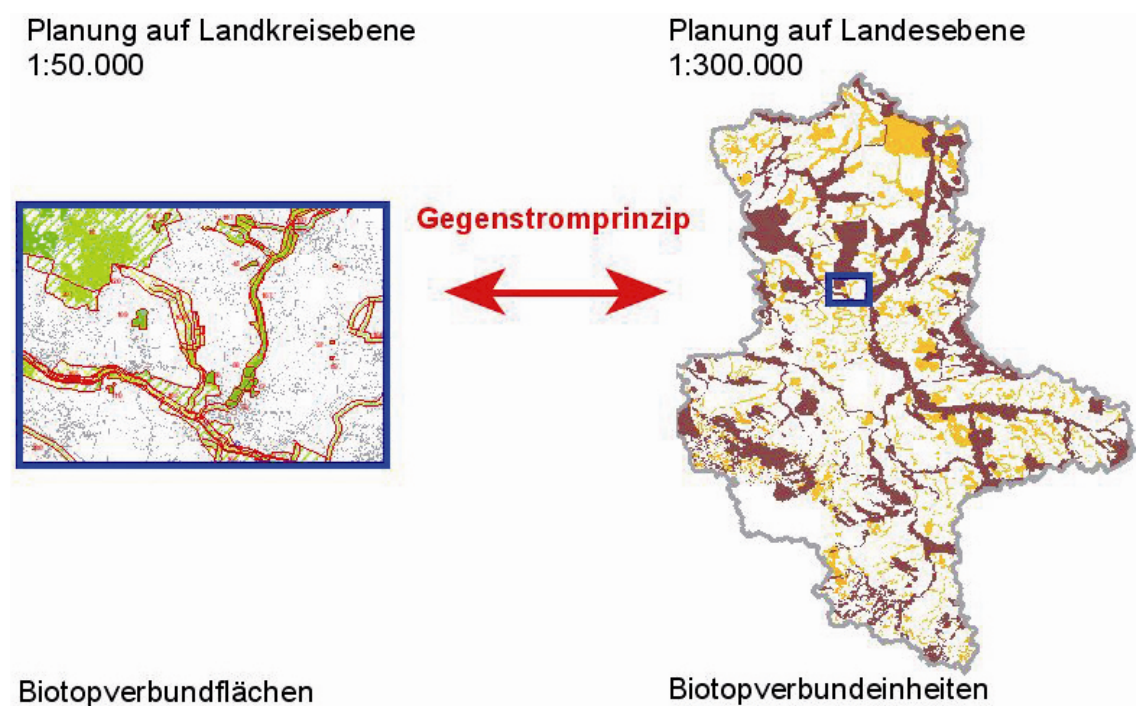 Planung auf Landkreisebene
1:50.000
Planung auf Landesebene
1:300.000
Gegenstromprinzip
Biotopverbundflächen
Biotopverbundeinheiten